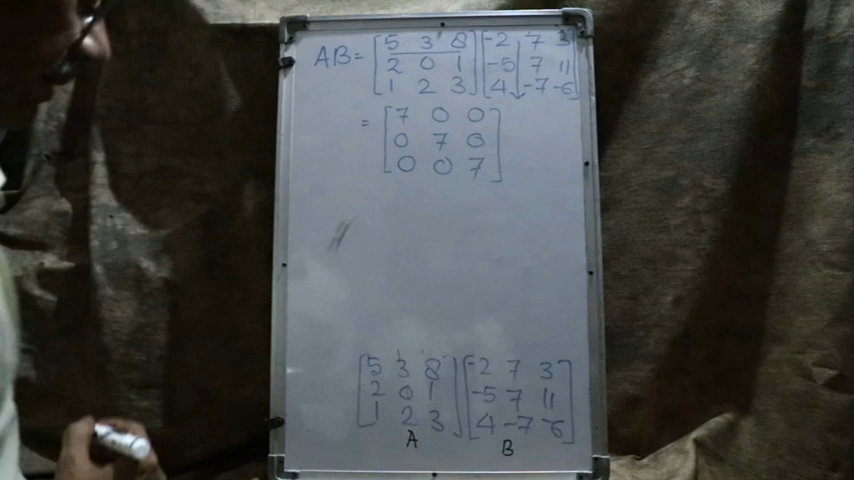 AB = [5 3 8 [-2 7 3
2 0 1 -5 7 11
1 2 3] 4 -7 -6]
= [7 0 0
0 7 0
0 0 7]
[5 3 8 [-2 7 3
2 0 1 -5 7 11
1 2 3] 4 -7 -6]
A B